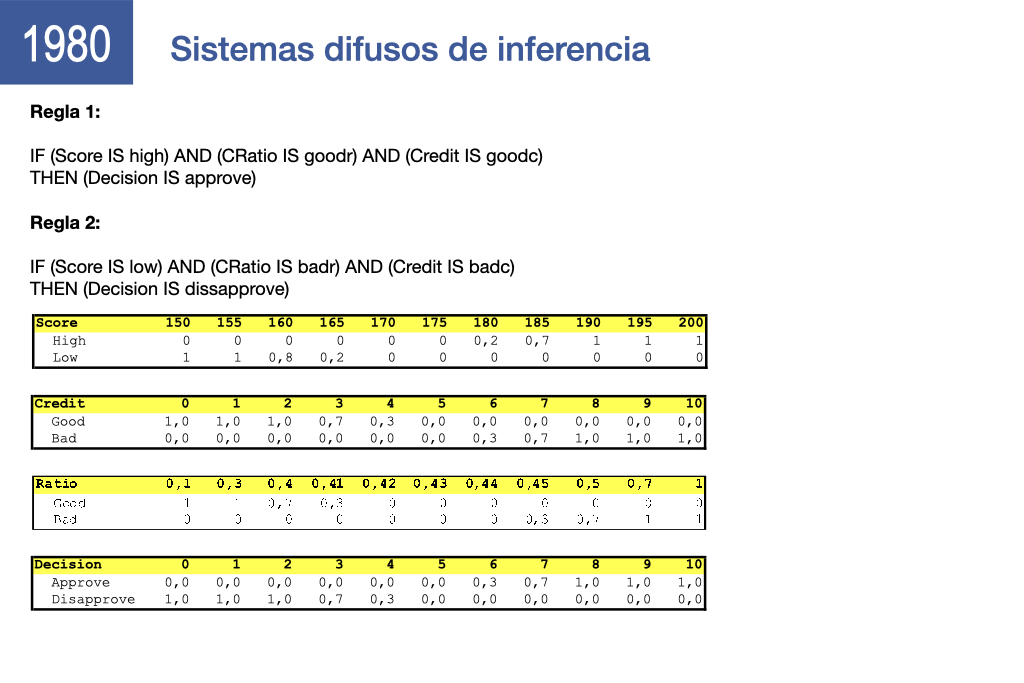 1980
Sistemas difusos de inferencia
Regla 1:
IF (Score IS high) AND (CRatio IS goodr) AND (Credit IS goodc)
THEN (Decision IS approve)
Regla 2:
IF (Score IS low) AND (CRatio IS badr) AND (Credit IS badc)
THEN (Decision IS dissapprove)
Score 150 155 160 165 170 175 180 185 190 195 200
High 0 0 0 0 0 0 0,2 0,7 1 1 1
Low 1 1 0,8 0,2 0 0 0 0 0 0 0
Credit 0 1 2 3 4 5 6 7 8 9 10
Good 1,0 1,0 1,0 0,7 0,3 0,0 0,0 0,0 0,0 0,0 0,0
Bad 0,0 0,0 0,0 0,0 0,0 0,0 0,3 0,7 1,0 1,0 1,0
Ratio 0,1 0,3 0,4 0,41 0,42 0,43 0,44 0,45 0,5 0,7 1
Good 1 1 0,7 0,3 0 0 0 0 0 0 0
Bad 0 0 0 0 0 0 0 0,3 0,7 1 1
Decision 0 1 2 3 4 5 6 7 8 9 10
Approve 0,0 0,0 0,0 0,0 0,0 0,0 0,3 0,7 1,0 1,0 1,0
Disapprove 1,0 1,0 1,0 0,7 0,3 0,0 0,0 0,0 0,0 0,0 0,0